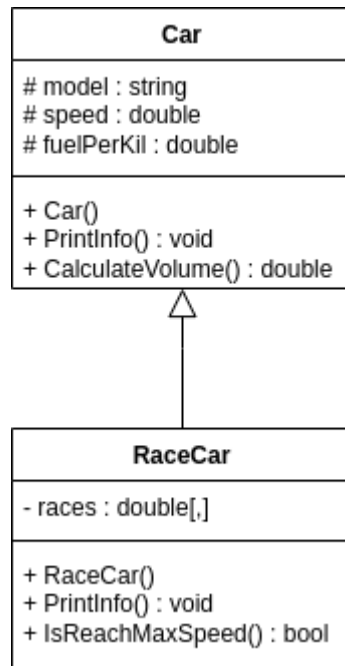 Car
# model : string
# speed : double
# fuelPerKil : double
+ Car()
+ PrintInfo() : void
+ CalculateVolume() : double
RaceCar
- races : double[,]
+ RaceCar()
+ PrintInfo() : void
+ IsReachMaxSpeed() : bool